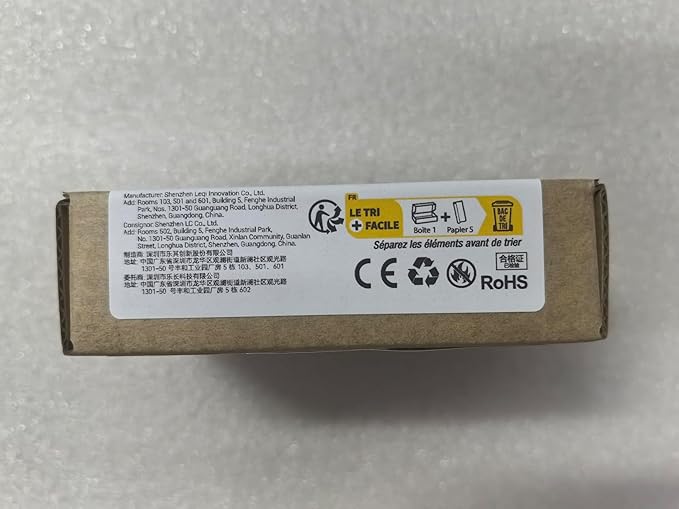 Manufacturer: Shenzhen Leqi Innovation Co., Ltd.
Add: Rooms 103, 501 and 601, Building 5, Fenghe Industrial
Park, Nos. 1301-50 Guanguang Road, Longhua District,
Shenzhen, Guangdong, China.
Consignor: Shenzhen LC Co., Ltd.
Add: Rooms 602, Building 5, Fenghe Industrial Park,
No. 1301-50 Guanguang Road, Xinlan Community, Guanlan
Street, Longhua District, Shenzhen, Guangdong, China.
制造商: 深圳市乐其创新股份有限公司
地址: 中国广东省深圳市龙华区观澜街道新澜社区观光路
1301-50 号丰和工业园厂房 5 栋 103、501、601
委托商: 深圳市乐长科技有限公司
地址: 中国广东省深圳市龙华区观澜街道新澜社区观光路
1301-50 号丰和工业园厂房 5 栋 602
FR
LE TRI
+ FACILE
Boîte 1
+
Papier 5
BAC
DE
TRI
Séparez les éléments avant de trier
CE
RoHS
合格证
已检验